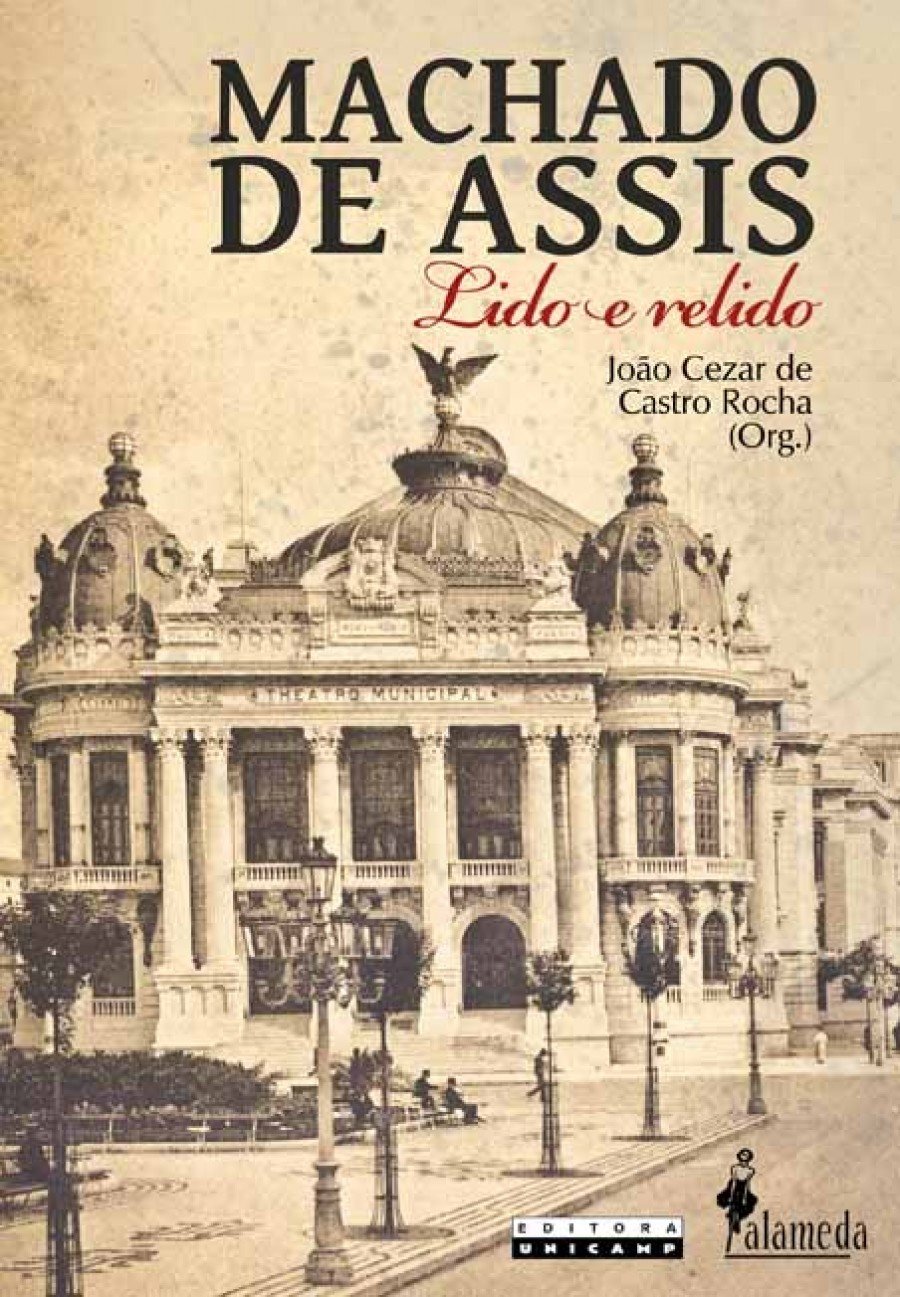 MACHADO
DE ASSIS
Lido e relido
João Cezar de
Castro Rocha
(Org.)
THEATRO MUNICIPAL
EDITORA
UNICAMP
alameda